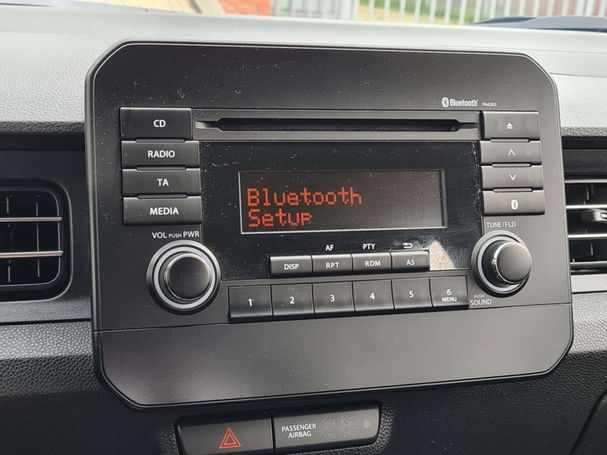 Bluetooth
CD
RADIO
TA
MEDIA
VOL PUSH PWR
Bluetooth
Setup
TUNE/FLD
AF PTY
DISP RPT RDM AS
1 2 3 4 5 6
MENU
PUSH
SOUND
PASSENGER
AIRBAG